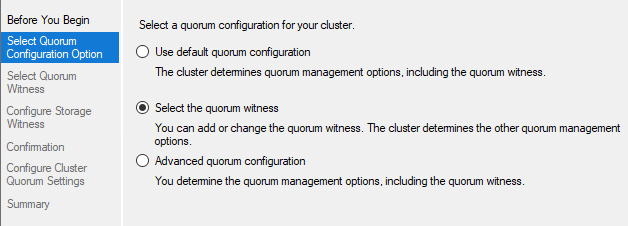 Before You Begin
Select Quorum
Configuration Option
Select Quorum
Witness
Configure Storage
Witness
Confirmation
Configure Cluster
Quorum Settings
Summary
Select a quorum configuration for your cluster.
Use default quorum configuration
The cluster determines quorum management options, including the quorum witness.
Select the quorum witness
You can add or change the quorum witness. The cluster determines the other quorum management
options.
Advanced quorum configuration
You determine the quorum management options, including the quorum witness.